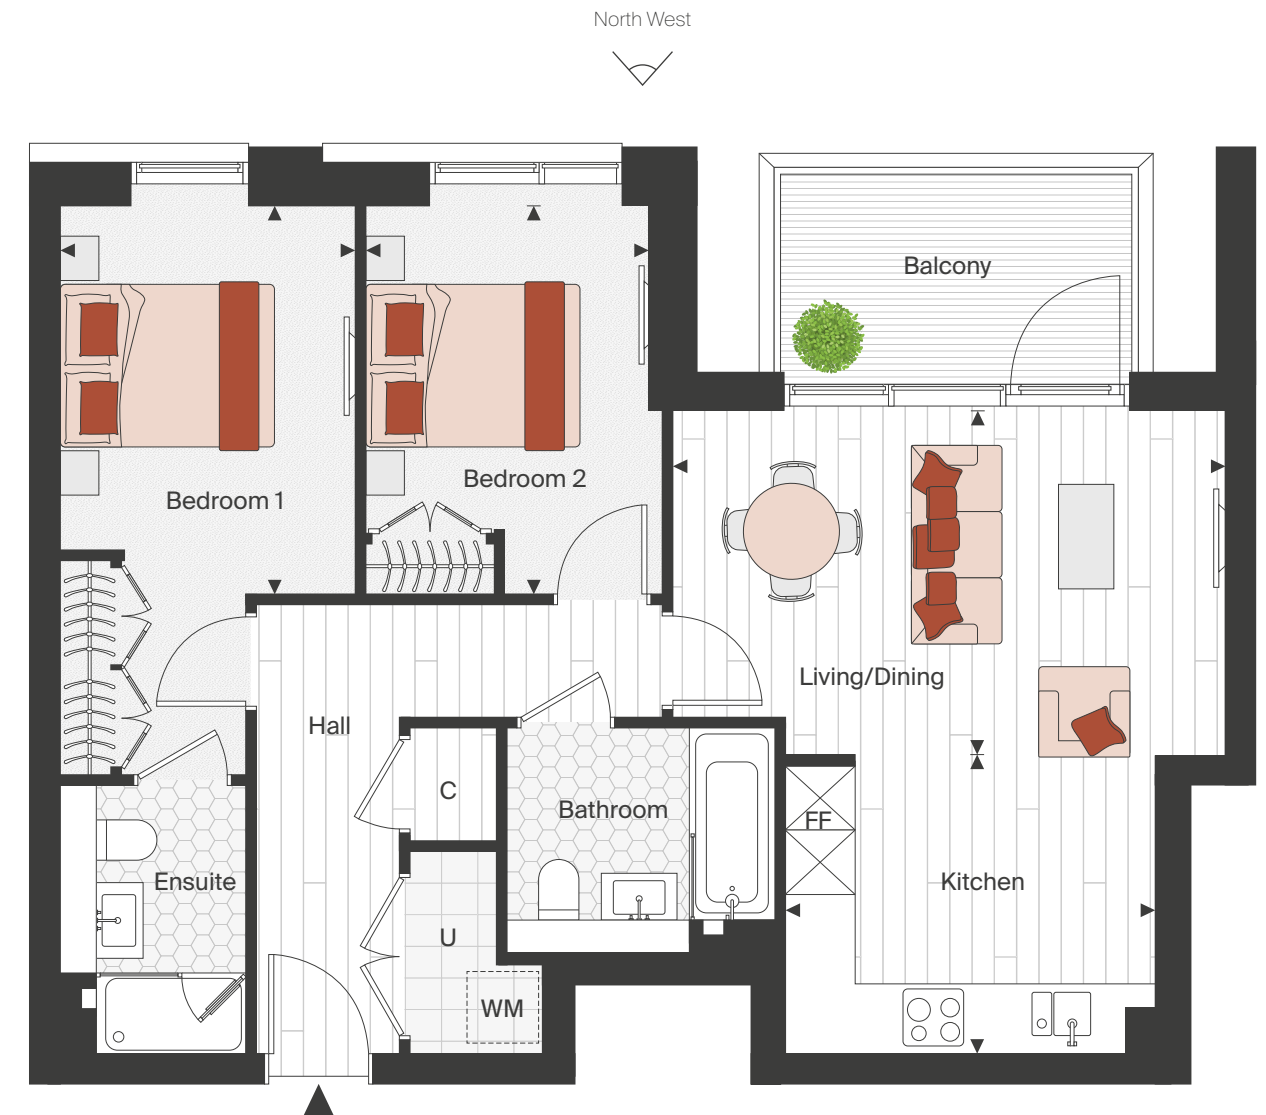 North West
Balcony
Bedroom 2
Bedroom 1
Living/Dining
Hall
C
Bathroom
FF
Ensuite
Kitchen
U
WM